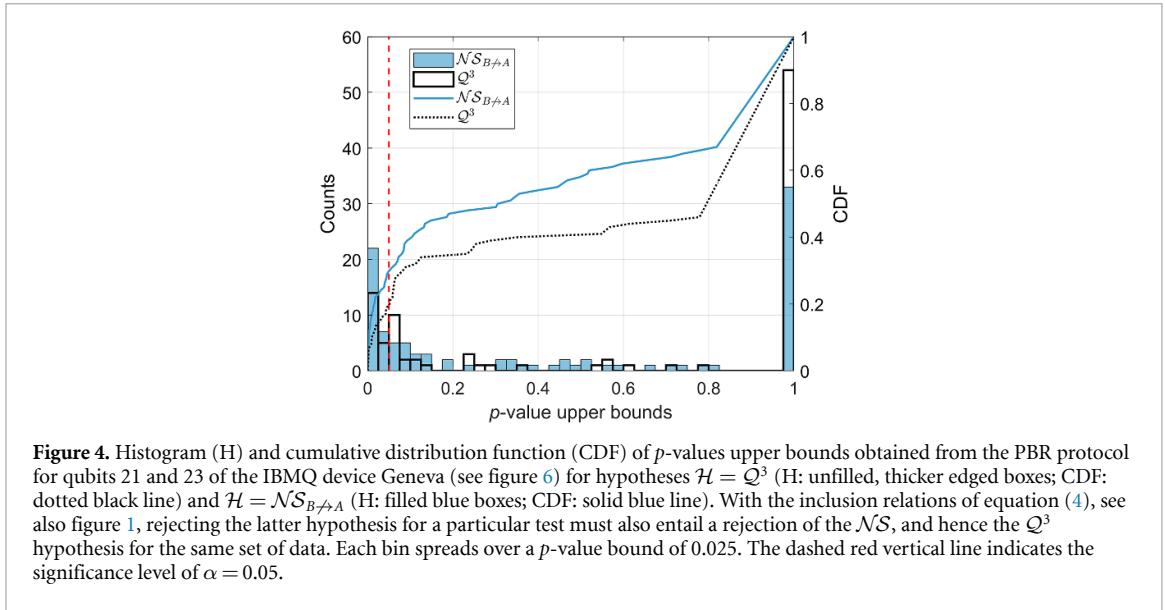 60
50
40
30
20
10
0
Counts
1
0.8
0.6
0.4
0.2
0
CDF
0
0.2
0.4
0.6
0.8
1
p-value upper bounds
𝒩𝒮_{B↛A}
𝒬³
𝒩𝒮_{B↛A}
𝒬³
Figure 4. Histogram (H) and cumulative distribution function (CDF) of p-values upper bounds obtained from the PBR protocol
for qubits 21 and 23 of the IBMQ device Geneva (see figure 6) for hypotheses ℋ = 𝒬³ (H: unfilled, thicker edged boxes; CDF:
dotted black line) and ℋ = 𝒩𝒮_{B↛A} (H: filled blue boxes; CDF: solid blue line). With the inclusion relations of equation (4), see
also figure 1, rejecting the latter hypothesis for a particular test must also entail a rejection of the 𝒩𝒮, and hence the 𝒬³
hypothesis for the same set of data. Each bin spreads over a p-value bound of 0.025. The dashed red vertical line indicates the
significance level of α = 0.05.